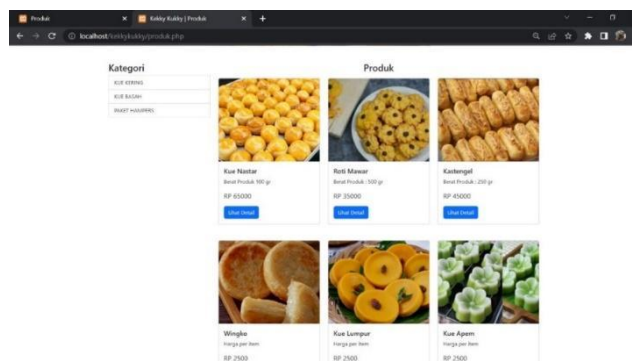 Produk
Kekky Kukky | Produk
localhost/kekkykukky/produk.php
Kategori
KUE KERING
KUE BASAH
PAKET HAMPERS
Produk
Kue Nastar
Berat Produk 100 gr
RP 65000
Lihat Detail
Roti Mawar
Berat Produk : 500 gr
RP 35000
Lihat Detail
Kastengel
Berat Produk : 250 gr
RP 45000
Lihat Detail
Wingko
Harga per Item
RP 2500
Kue Lumpur
Harga per Item
RP 2500
Kue Apem
Harga per Item
RP 2500